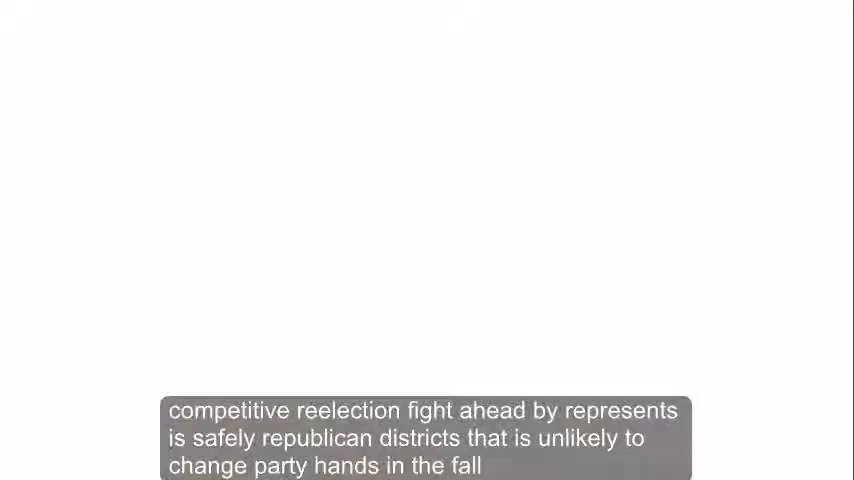 competitive reelection fight ahead by represents
is safely republican districts that is unlikely to
change party hands in the fall